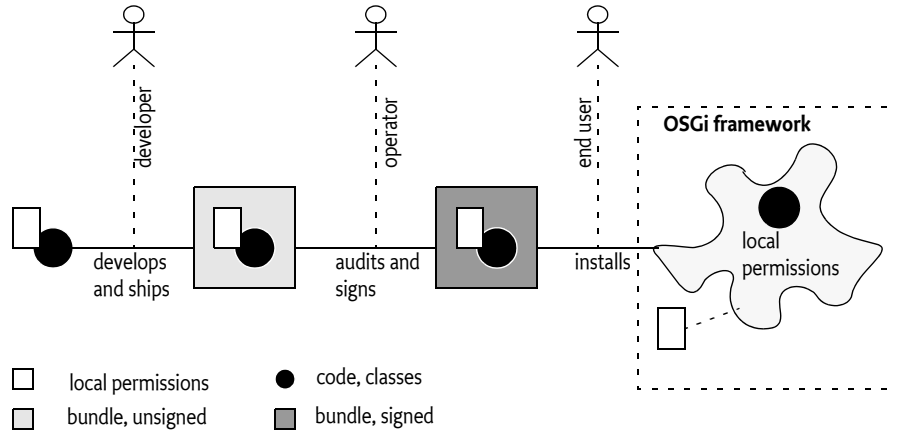 developer
operator
end user
OSGi framework
develops
and ships
audits and
signs
installs
local
permissions
local permissions
code, classes
bundle, unsigned
bundle, signed